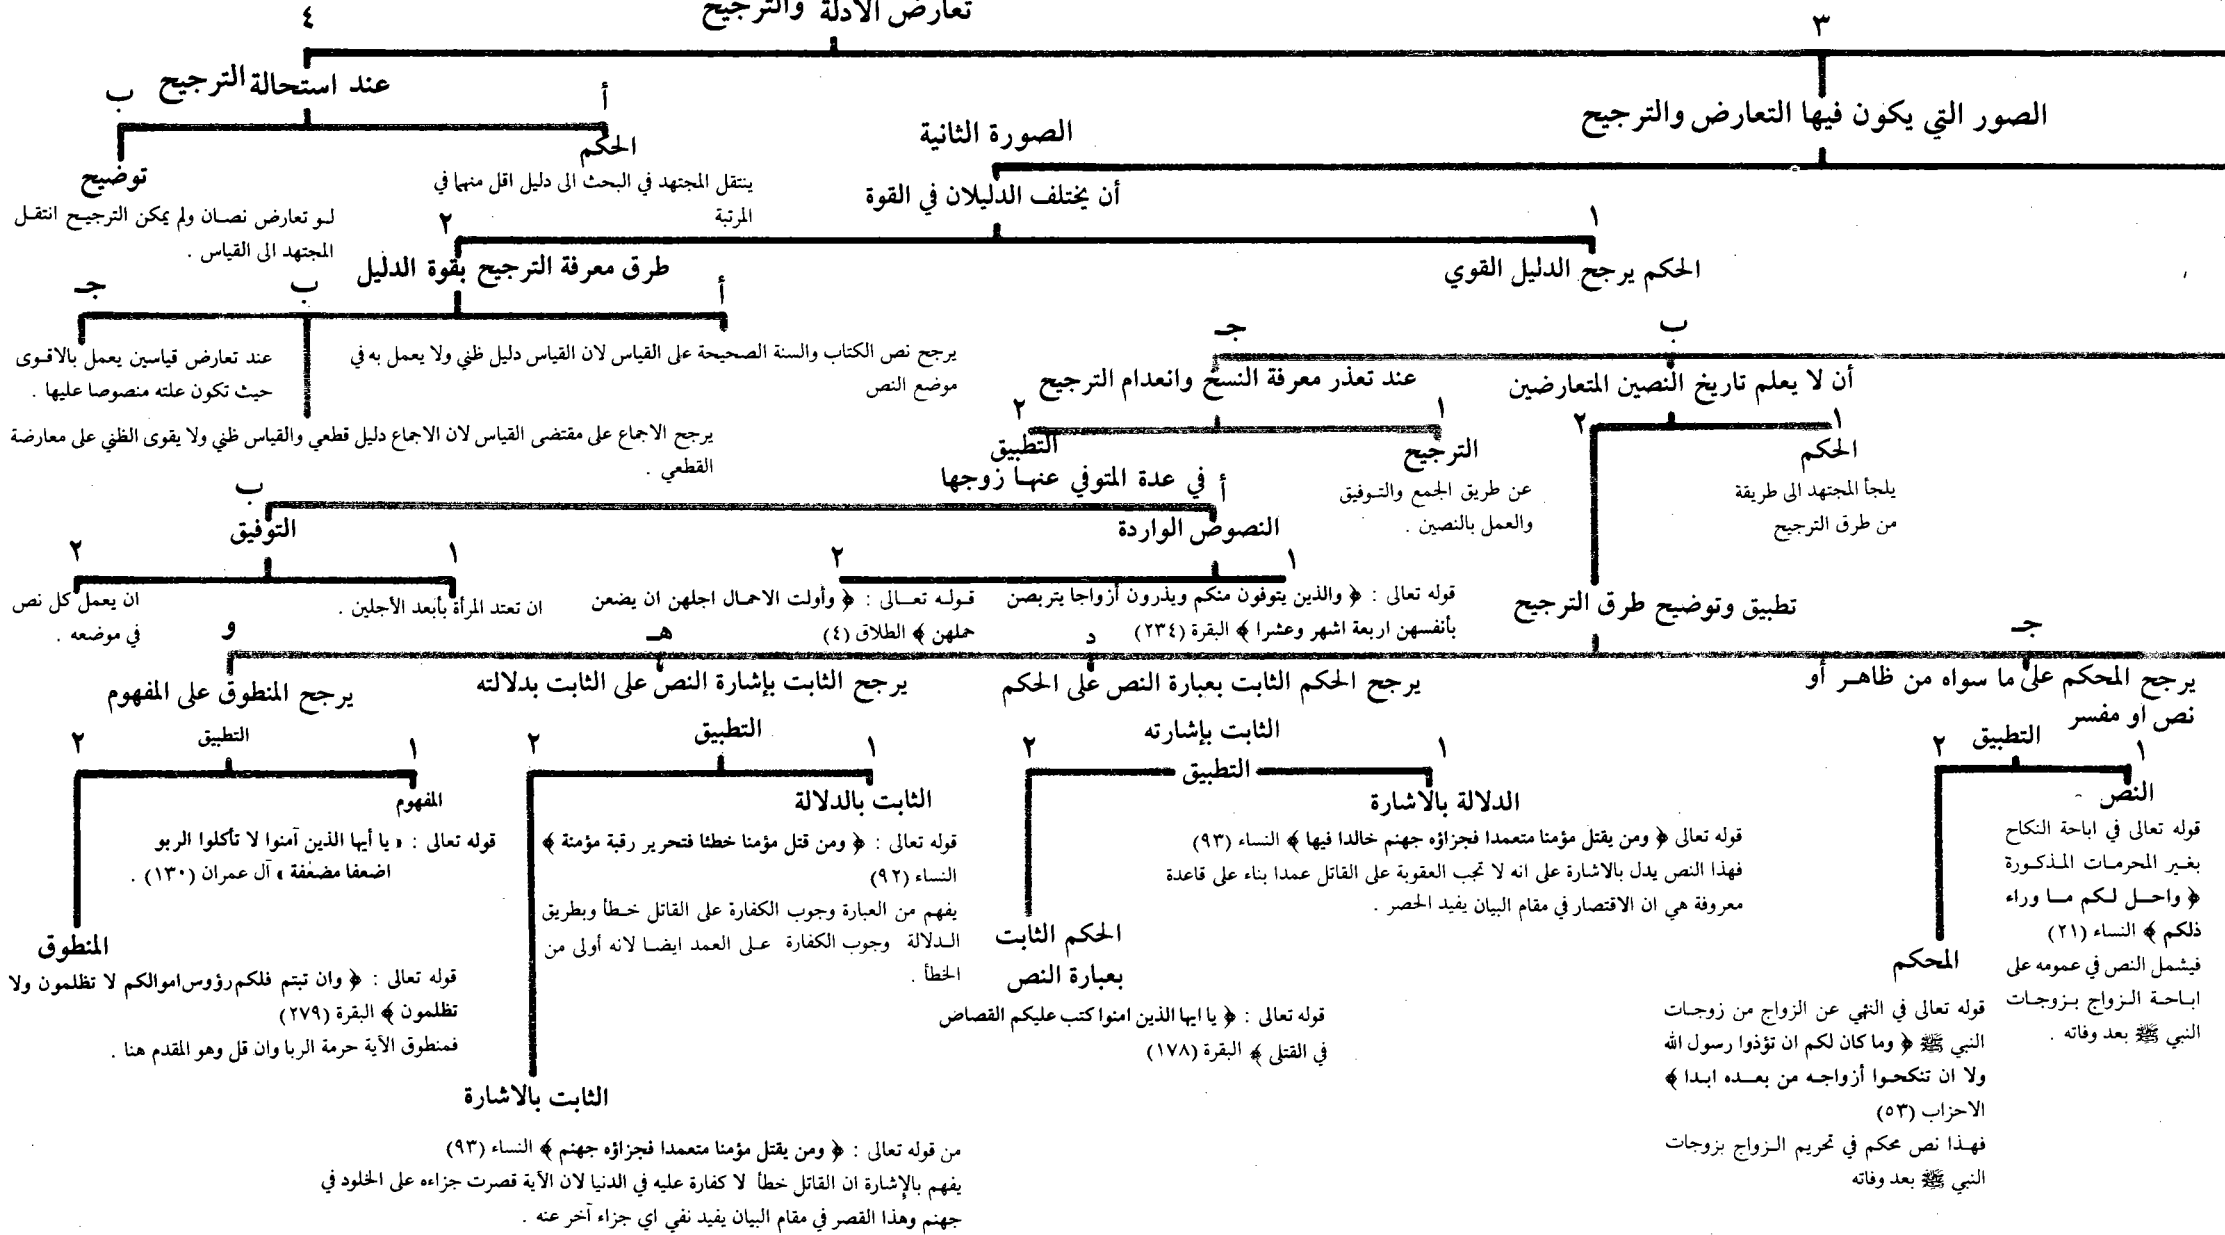 تعارض الادلة والترجيح
٣
٤
الصور التي يكون فيها التعارض والترجيح
عند استحالة الترجيح
أ
ب
الحكم
ينتقل المجتهد في البحث الى دليل اقل منهما في
المرتبة
توضيح
لو تعارض نصان ولم يمكن الترجيح انتقل
المجتهد الى القياس .
الصورة الثانية
أن يختلف الدليلان في القوة
١
٢
الحكم يرجح الدليل القوي
طرق معرفة الترجيح بقوة الدليل
أ
ب
جـ
يرجح نص الكتاب والسنة الصحيحة على القياس لان القياس دليل ظني ولا يعمل به في
موضع النص
يرجح الاجماع على مقتضى القياس لان الاجماع دليل قطعي والقياس ظني ولا يقوى الظني على معارضة
القطعي .
عند تعارض قياسين يعمل بالاقوى
حيث تكون علته منصوصا عليها .
ب
جـ
أن لا يعلم تاريخ النصين المتعارضين
١
٢
الحكم
يلجأ المجتهد الى طريقة
من طرق الترجيح
تطبيق وتوضيح طرق الترجيح
عند تعذر معرفة النسخ وانعدام الترجيح
١
٢
الترجيح
عن طريق الجمع والتوفيق
والعمل بالنصين .
التطبيق
في عدة المتوفي عنها زوجها
أ
ب
النصوص الواردة
١
٢
قوله تعالى : ﴿ والذين يتوفون منكم ويذرون أزواجا يتربصن
بأنفسهن اربعة اشهر وعشرا ﴾ البقرة (٢٣٤)
قوله تعالى : ﴿ وأولت الاحمال اجلهن ان يضعن
حملهن ﴾ الطلاق (٤)
التوفيق
١
٢
ان تعتد المرأة بأبعد الأجلين .
ان يعمل كل نص
في موضعه .
جـ
د
هـ
و
يرجح المحكم على ما سواه من ظاهر أو
نص او مفسر
التطبيق
١
٢
النص
قوله تعالى في اباحة النكاح
بغير المحرمات المذكورة
﴿ واحل لكم ما وراء
ذلكم ﴾ النساء (٢١)
فيشمل النص في عمومه على
اباحة الزواج بزوجات
النبي ﷺ بعد وفاته .
المحكم
قوله تعالى في النهي عن الزواج من زوجات
النبي ﷺ ﴿ وما كان لكم ان تؤذوا رسول الله
ولا ان تنكحوا أزواجه من بعده ابدا ﴾
الاحزاب (٥٣)
فهذا نص محكم في تحريم الزواج بزوجات
النبي ﷺ بعد وفاته
يرجح الحكم الثابت بعبارة النص على الحكم
الثابت بإشارته
التطبيق
١
٢
الدلالة بالاشارة
قوله تعالى ﴿ ومن يقتل مؤمنا متعمدا فجزاؤه جهنم خالدا فيها ﴾ النساء (٩٣)
فهذا النص يدل بالاشارة على انه لا تجب العقوبة على القاتل عمدا بناء على قاعدة
معروفة هي ان الاقتصار في مقام البيان يفيد الحصر .
الحكم الثابت
بعبارة النص
قوله تعالى : ﴿ يا ايها الذين امنوا كتب عليكم القصاص
في القتلى ﴾ البقرة (١٧٨)
يرجح الثابت بإشارة النص على الثابت بدلالته
التطبيق
١
٢
الثابت بالدلالة
قوله تعالى : ﴿ ومن قتل مؤمنا خطئا فتحرير رقبة مؤمنة ﴾
النساء (٩٢)
يفهم من العبارة وجوب الكفارة على القاتل خطأ وبطريق
الدلالة وجوب الكفارة على العمد ايضا لانه أولى من
الخطأ .
الثابت بالاشارة
من قوله تعالى : ﴿ ومن يقتل مؤمنا متعمدا فجزاؤه جهنم ﴾ النساء (٩٣)
يفهم بالإشارة ان القاتل خطأ لا كفارة عليه في الدنيا لان الآية قصرت جزاءه على الخلود في
جهنم وهذا القصر في مقام البيان يفيد نفي اي جزاء آخر عنه .
يرجح المنطوق على المفهوم
التطبيق
١
٢
المفهوم
قوله تعالى : « يا أيها الذين آمنوا لا تأكلوا الربو
اضعفا مضعفة » آل عمران (١٣٠) .
المنطوق
قوله تعالى : ﴿ وان تبتم فلكم رؤوس اموالكم لا تظلمون ولا
تظلمون ﴾ البقرة (٢٧٩)
فمنطوق الآية حرمة الربا وان قل وهو المقدم هنا .